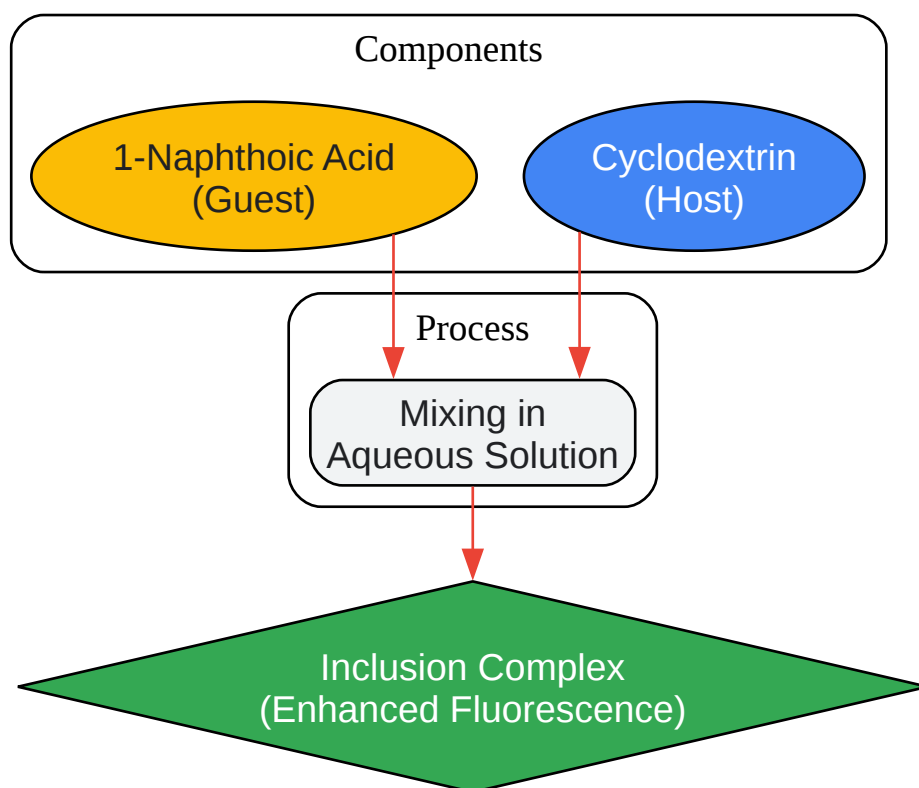 Components
1-Naphthoic Acid
(Guest)
Cyclodextrin
(Host)
Process
Mixing in
Aqueous Solution
Inclusion Complex
(Enhanced Fluorescence)